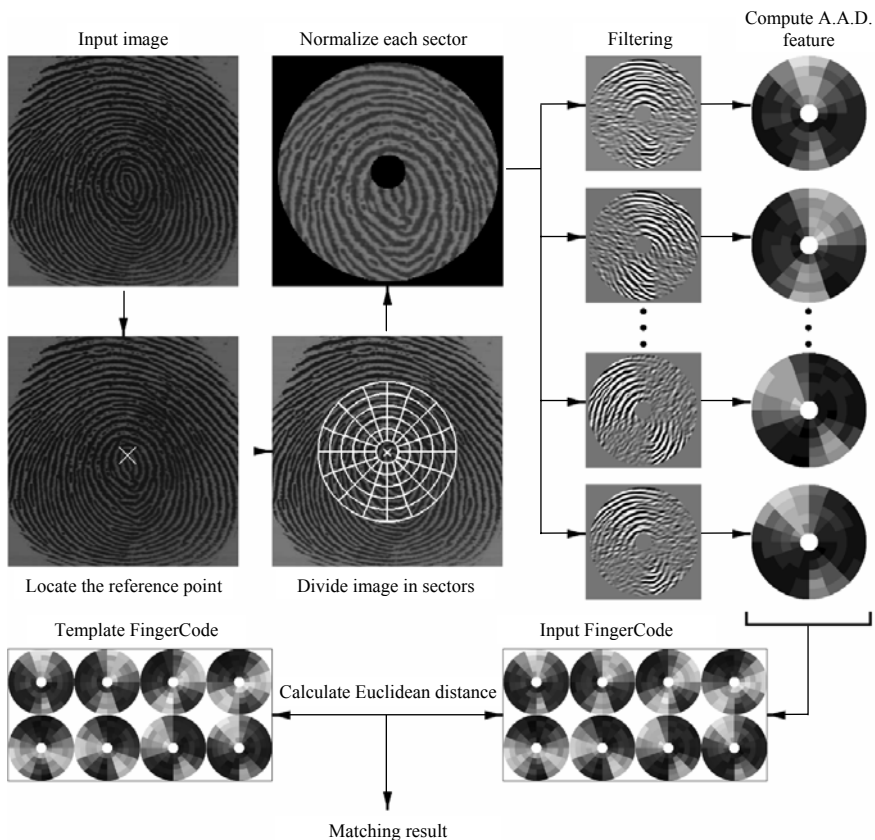 Input image
Normalize each sector
Filtering
Compute A.A.D.
feature
Locate the reference point
Divide image in sectors
Template FingerCode
Input FingerCode
Calculate Euclidean distance
Matching result